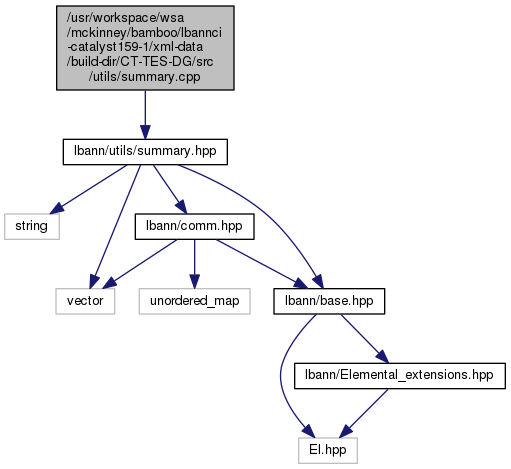 /usr/workspace/wsa
/mckinney/bamboo/lbannci
-catalyst159-1/xml-data
/build-dir/CT-TES-DG/src
/utils/summary.cpp
lbann/utils/summary.hpp
string
lbann/comm.hpp
vector
unordered_map
lbann/base.hpp
lbann/Elemental_extensions.hpp
El.hpp